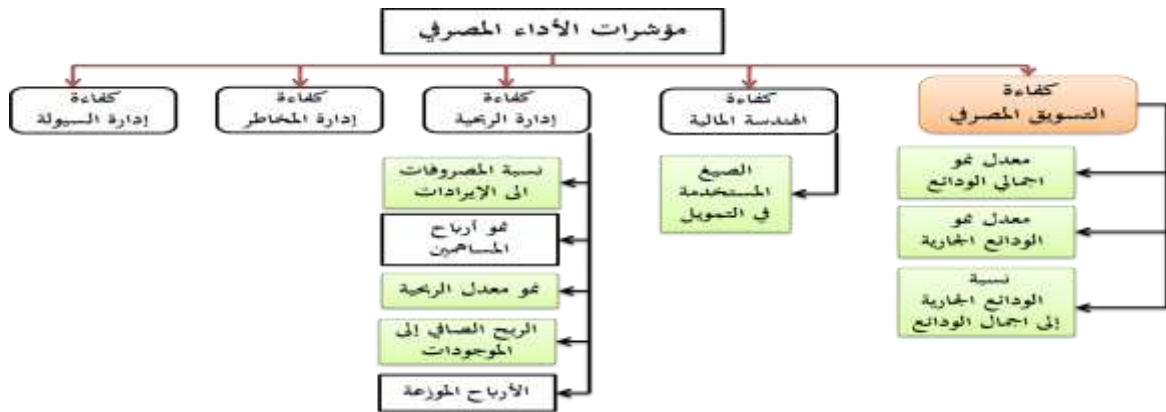 مؤشرات الأداء المصرفي
كفاءة
التسويق المصرفي
كفاءة
الهندسة المالية
كفاءة
إدارة الربحية
كفاءة
إدارة المخاطر
كفاءة
إدارة السيولة
معدل نمو
اجمالي الودائع
معدل نمو
الودائع الجارية
نسبة
الودائع الجارية
إلى اجمال الودائع
الصيغ
المستخدمة
في التمويل
نسبة المصروفات
الى الإيرادات
نمو أرباح
المساهمين
نمو معدل الربحية
الربح الصافي إلى
الموجودات
الأرباح الموزعة